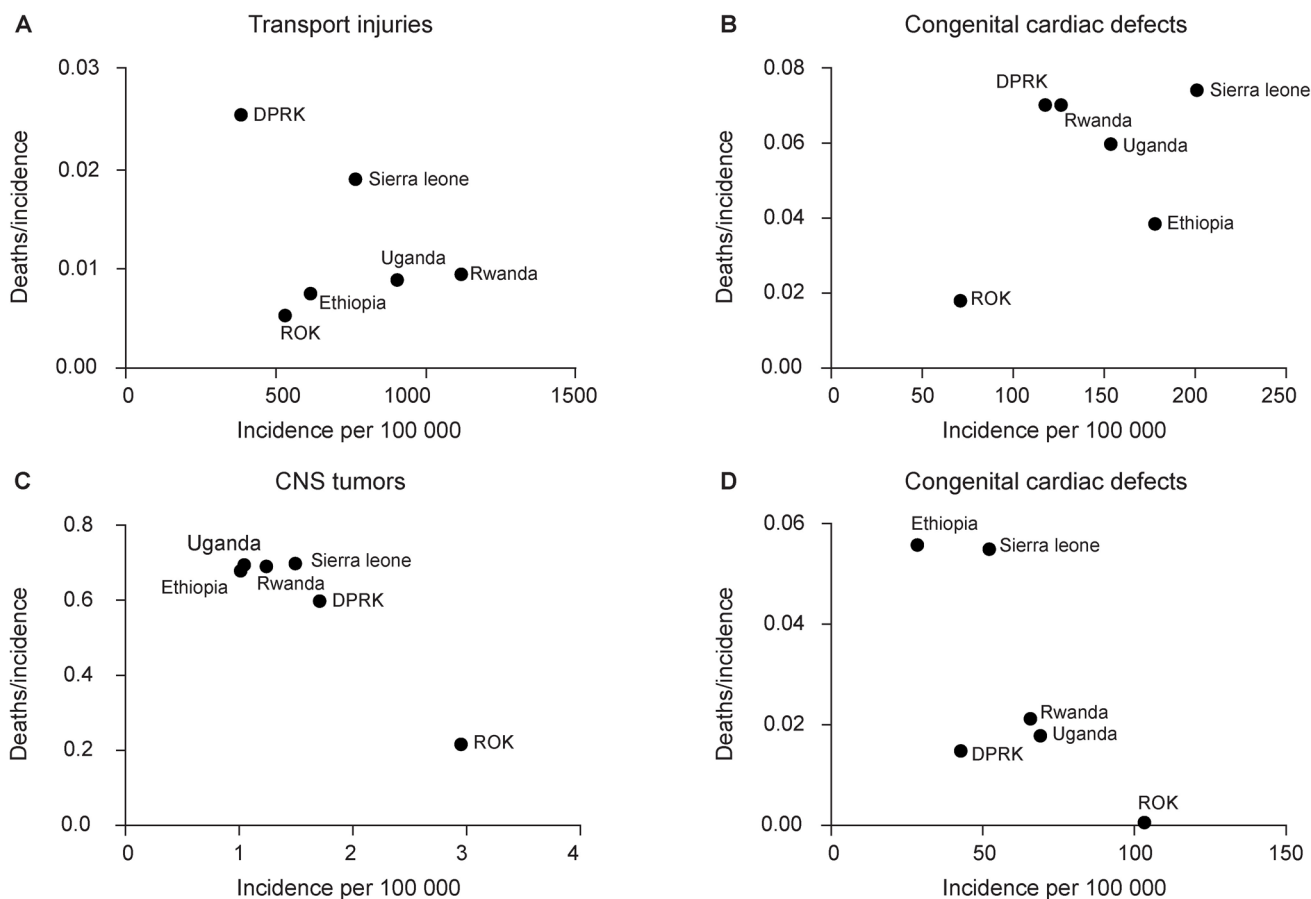 A
Transport injuries
Deaths/incidence
0.03
0.02
0.01
0.00
DPRK
Sierra leone
Uganda
Rwanda
Ethiopia
ROK
0
500
1000
1500
Incidence per 100 000
B
Congenital cardiac defects
Deaths/incidence
0.08
0.06
0.04
0.02
0.00
DPRK
Sierra leone
Rwanda
Uganda
Ethiopia
ROK
0
50
100
150
200
250
Incidence per 100 000
C
CNS tumors
Deaths/incidence
0.8
0.6
0.4
0.2
0.0
Uganda
Sierra leone
Ethiopia
Rwanda
DPRK
ROK
0
1
2
3
4
Incidence per 100 000
D
Congenital cardiac defects
Deaths/incidence
0.06
0.04
0.02
0.00
Ethiopia
Sierra leone
Rwanda
Uganda
DPRK
ROK
0
50
100
150
Incidence per 100 000